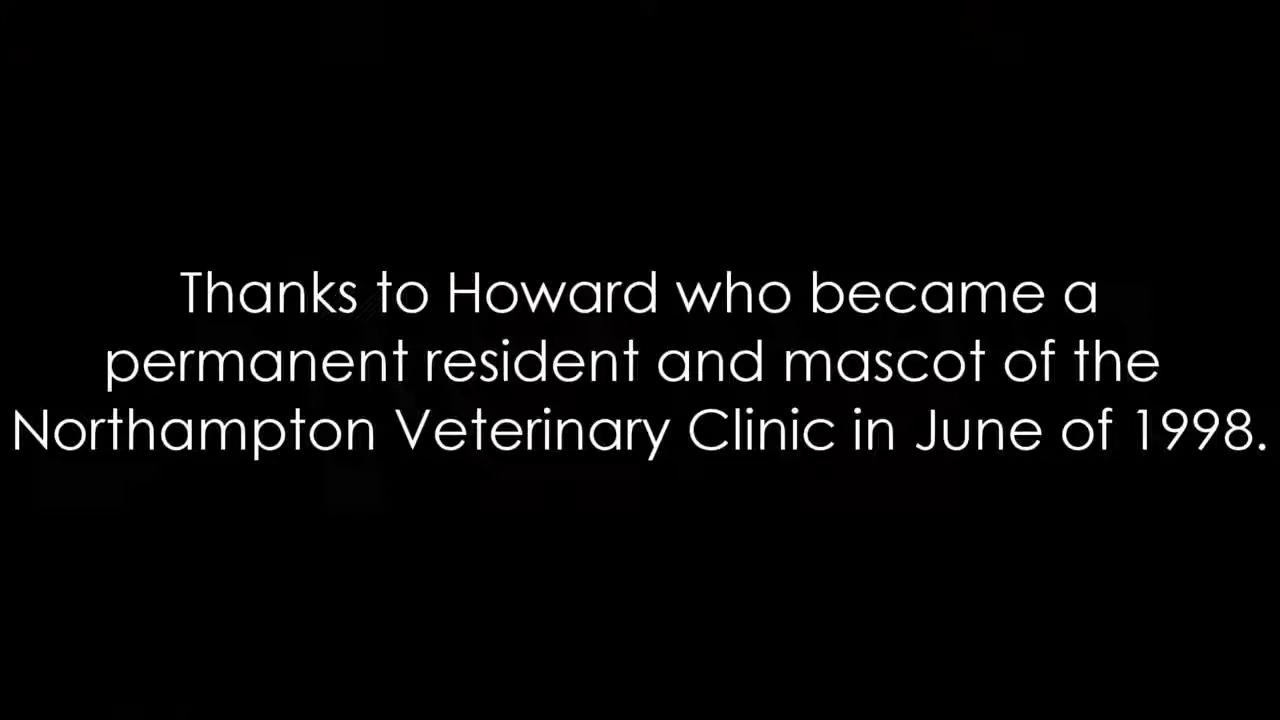 Thanks to Howard who became a
permanent resident and mascot of the
Northampton Veterinary Clinic in June of 1998.